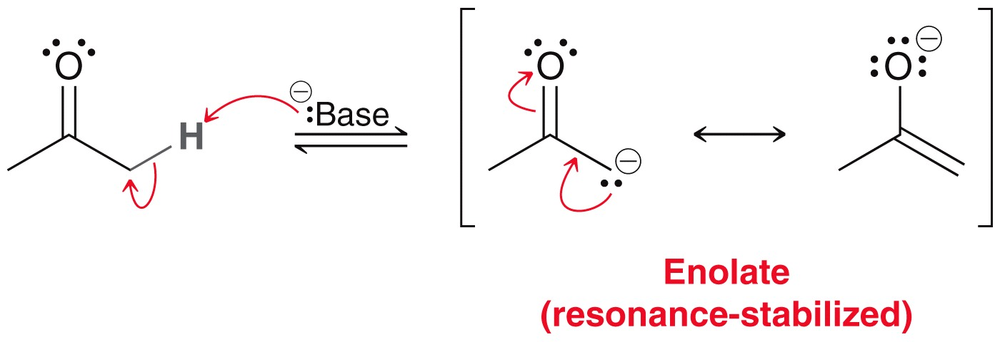 O
H
⊖
:Base
O
⊖
O
⊖
Enolate
(resonance-stabilized)